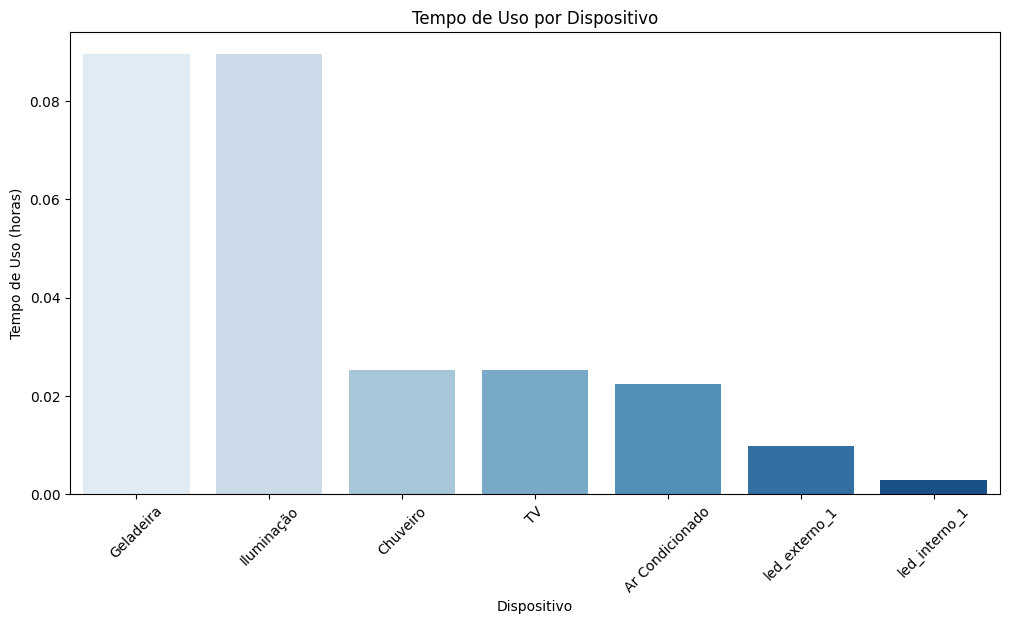 Tempo de Uso por Dispositivo
Tempo de Uso (horas)
0.08
0.06
0.04
0.02
0.00
Geladeira
Iluminação
Chuveiro
TV
Ar Condicionado
led_externo_1
led_interno_1
Dispositivo